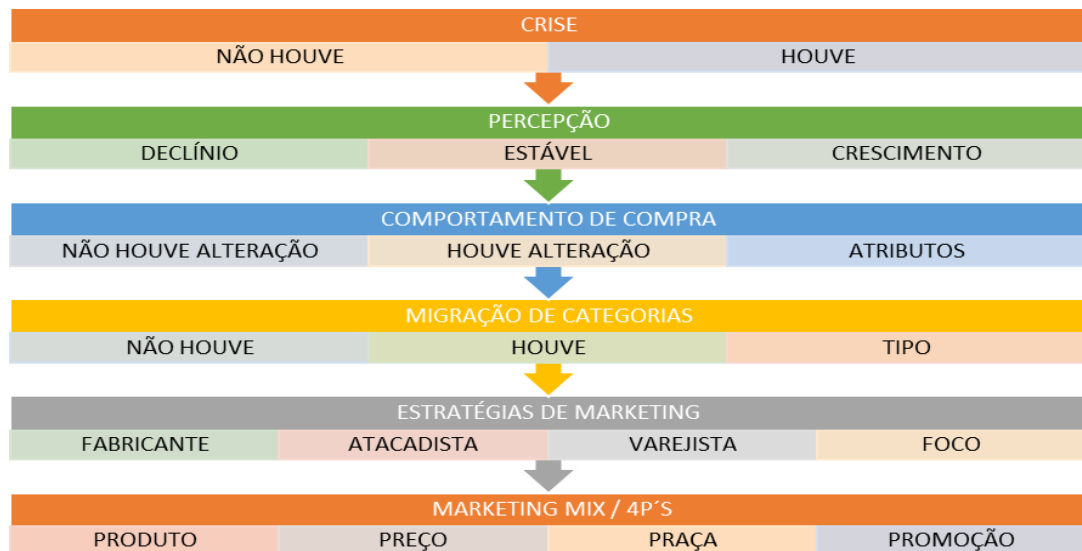 CRISE
NÃO HOUVE HOUVE
PERCEPÇÃO
DECLÍNIO ESTÁVEL CRESCIMENTO
COMPORTAMENTO DE COMPRA
NÃO HOUVE ALTERAÇÃO HOUVE ALTERAÇÃO ATRIBUTOS
MIGRAÇÃO DE CATEGORIAS
NÃO HOUVE HOUVE TIPO
ESTRATÉGIAS DE MARKETING
FABRICANTE ATACADISTA VAREJISTA FOCO
MARKETING MIX / 4P´S
PRODUTO PREÇO PRAÇA PROMOÇÃO